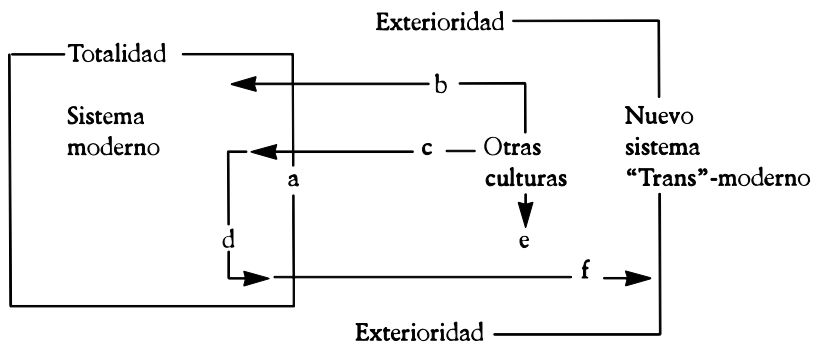 Exterioridad
Totalidad
b
Sistema
moderno
Nuevo
sistema
“Trans”-moderno
c
Otras
culturas
a
d
e
f
Exterioridad